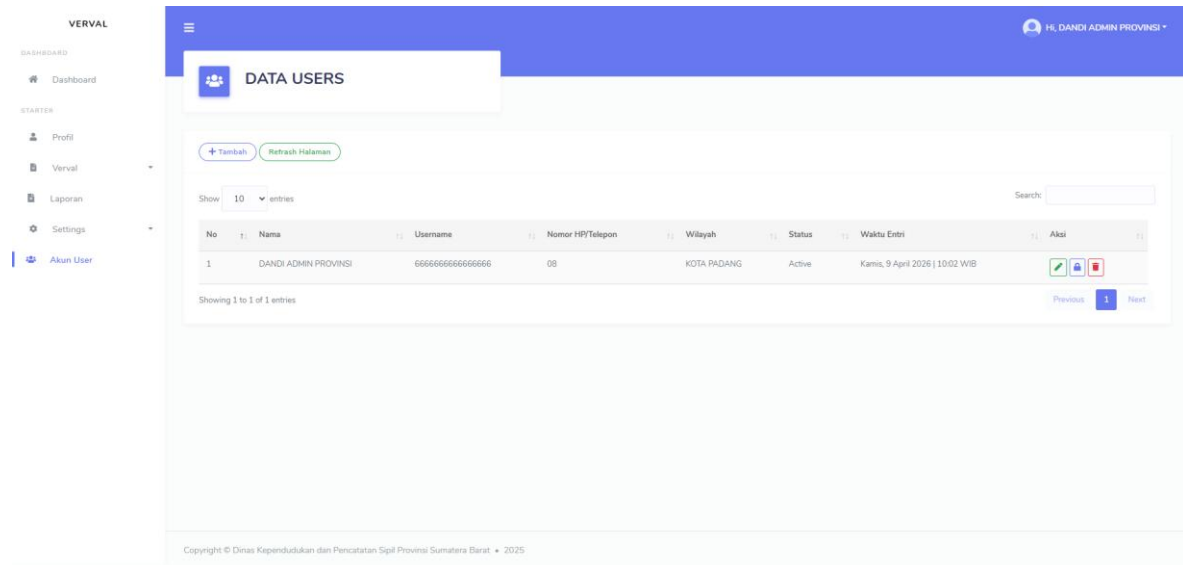 VERVAL
Hi, DANDI ADMIN PROVINSI
DASHBOARD
Dashboard
STARTER
Profil
Verval
Laporan
Settings
Akun User
DATA USERS
+ Tambah Refrash Halaman
Show 10 entries Search:
No Nama Username Nomor HP/Telepon Wilayah Status Waktu Entri Aksi
1 DANDI ADMIN PROVINSI 6666666666666666 08 KOTA PADANG Active Kamis, 9 April 2026 | 10:02 WIB
Showing 1 to 1 of 1 entries Previous 1 Next
Copyright © Dinas Kependudukan dan Pencatatan Sipil Provinsi Sumatera Barat • 2025